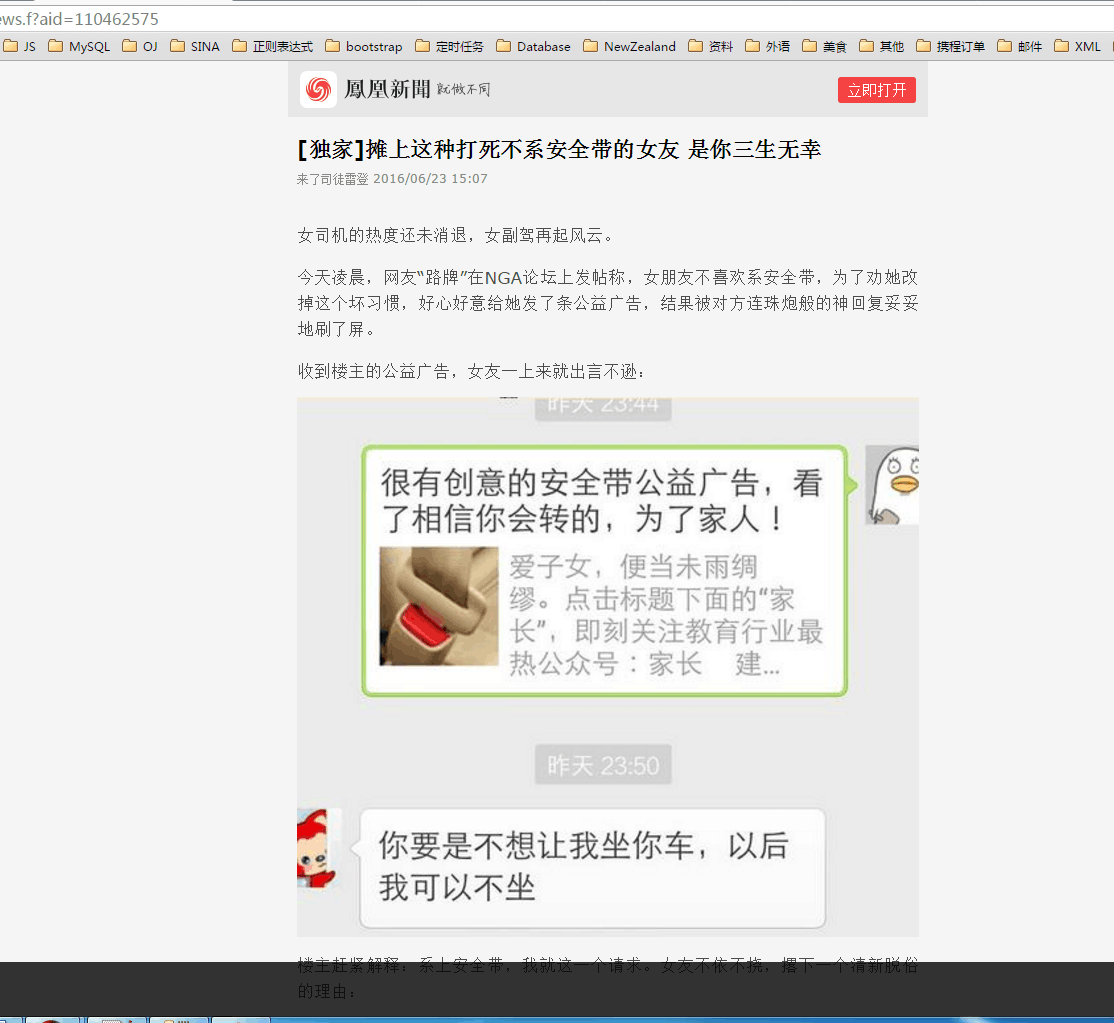 ews.f?aid=110462575
JS MySQL OJ SINA 正则表达式 bootstrap 定时任务 Database NewZealand 资料 外语 美食 其他 携程订单 邮件 XML
鳳凰新聞 就做不同 立即打开
[独家]摊上这种打死不系安全带的女友 是你三生无幸
来了司徒雷登 2016/06/23 15:07
女司机的热度还未消退，女副驾再起风云。
今天凌晨，网友“路牌”在NGA论坛上发帖称，女朋友不喜欢系安全带，为了劝她改
掉这个坏习惯，好心好意给她发了条公益广告，结果被对方连珠炮般的神回复妥妥
地刷了屏。
收到楼主的公益广告，女友一上来就出言不逊：
昨天 23:44
很有创意的安全带公益广告，看
了相信你会转的，为了家人！
爱子女，便当未雨绸
缪。点击标题下面的“家
长”，即刻关注教育行业最
热公众号：家长 建...
昨天 23:50
你要是不想让我坐你车，以后
我可以不坐
楼主赶紧解释：系上安全带，我就这一个请求。女友不依不挠，撂下一个清新脱俗
的理由：